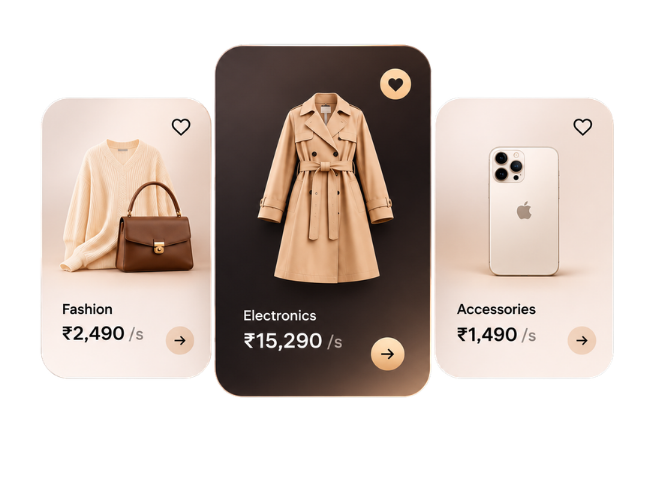 Fashion
₹2,490 /s
Electronics
₹15,290 /s
Accessories
₹1,490 /s